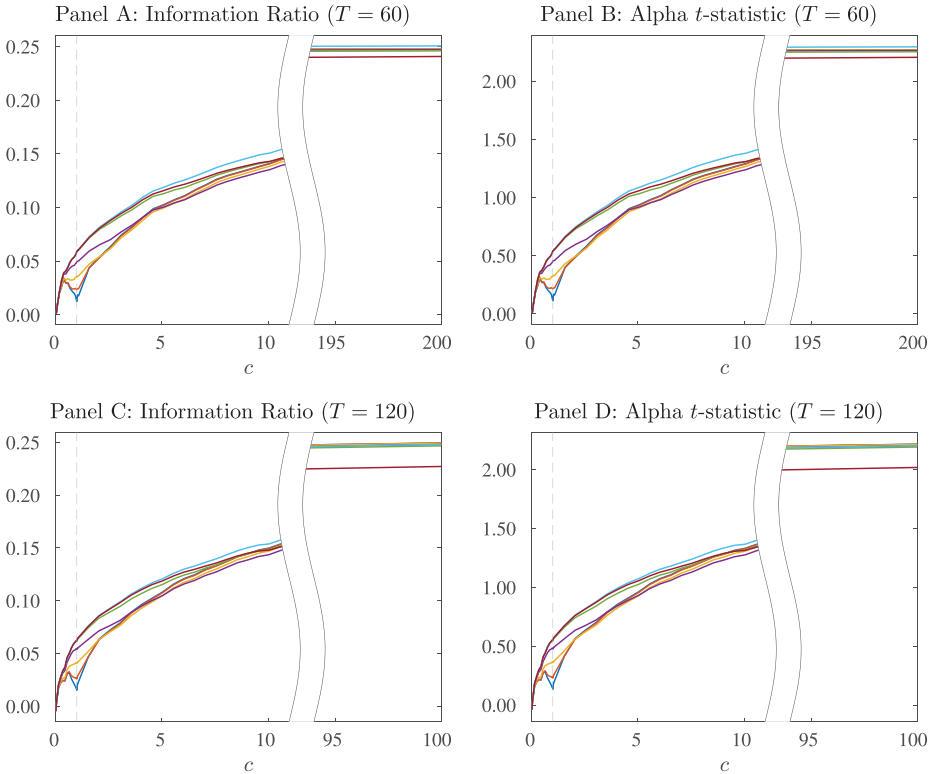 Panel A: Information Ratio (T = 60)
0.25
0.20
0.15
0.10
0.05
0.00
0 5 10 195 200
c
Panel B: Alpha t-statistic (T = 60)
2.00
1.50
1.00
0.50
0.00
0 5 10 195 200
c
Panel C: Information Ratio (T = 120)
0.25
0.20
0.15
0.10
0.05
0.00
0 5 10 95 100
c
Panel D: Alpha t-statistic (T = 120)
2.00
1.50
1.00
0.50
0.00
0 5 10 95 100
c